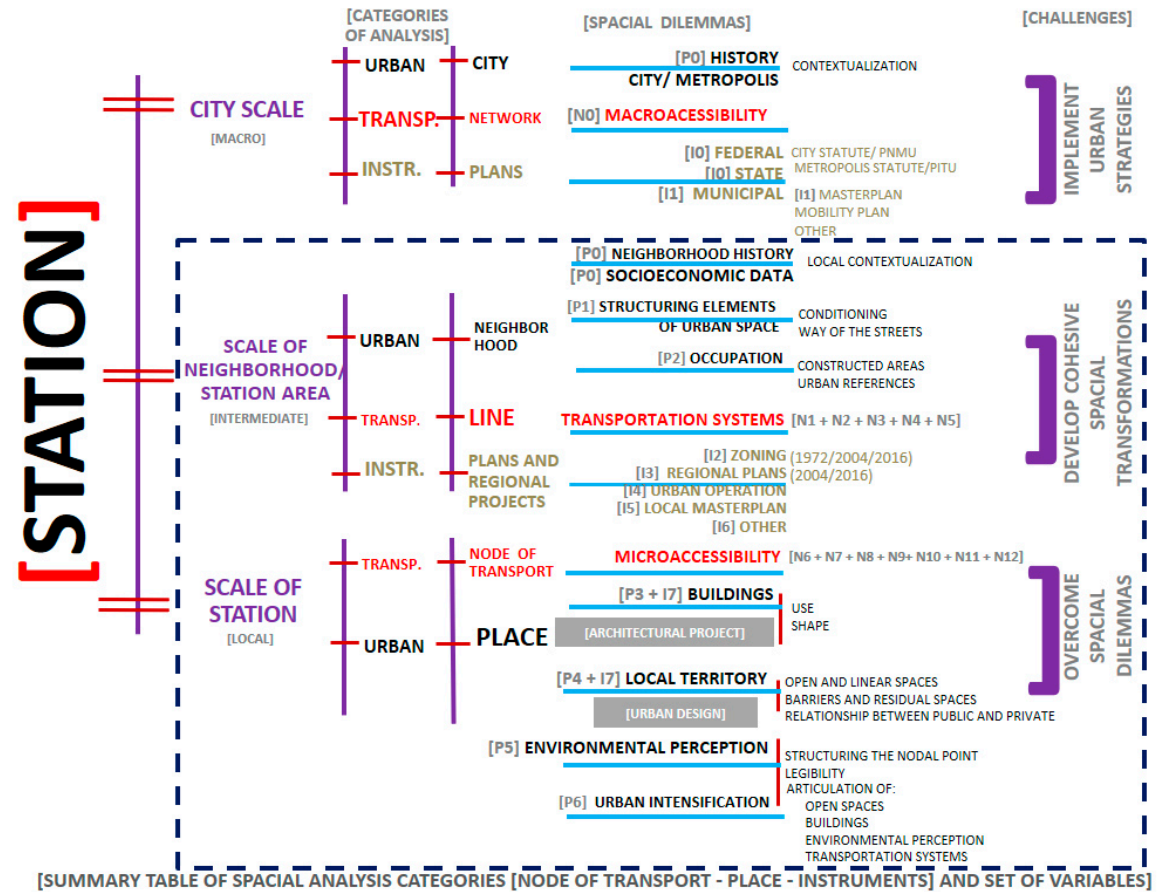 [CATEGORIES
OF ANALYSIS]
[SPACIAL DILEMMAS]
[CHALLENGES]
[STATION]
CITY SCALE
[MACRO]
URBAN
CITY
TRANSP.
NETWORK
INSTR.
PLANS
[P0] HISTORY
CITY/ METROPOLIS
CONTEXTUALIZATION
[N0] MACROACESSIBILITY
[I0] FEDERAL
CITY STATUTE/ PNMU
[I0] STATE
METROPOLIS STATUTE/PITU
[I1] MUNICIPAL
[I1] MASTERPLAN
MOBILITY PLAN
OTHER
IMPLEMENT
URBAN
STRATEGIES
SCALE OF
NEIGHBORHOOD/
STATION AREA
[INTERMEDIATE]
URBAN
NEIGHBOR
HOOD
TRANSP.
LINE
INSTR.
PLANS AND
REGIONAL
PROJECTS
[P0] NEIGHBORHOOD HISTORY
[P0] SOCIOECONOMIC DATA
LOCAL CONTEXTUALIZATION
[P1] STRUCTURING ELEMENTS
OF URBAN SPACE
CONDITIONING
WAY OF THE STREETS
[P2] OCCUPATION
CONSTRUCTED AREAS
URBAN REFERENCES
TRANSPORTATION SYSTEMS
[N1 + N2 + N3 + N4 + N5]
[I2] ZONING
(1972/2004/2016)
[I3] REGIONAL PLANS
(2004/2016)
[I4] URBAN OPERATION
[I5] LOCAL MASTERPLAN
[I6] OTHER
DEVELOP COHESIVE
SPACIAL
TRANSFORMATIONS
SCALE OF
STATION
[LOCAL]
TRANSP.
NODE OF
TRANSPORT
URBAN
PLACE
MICROACCESSIBILITY
[N6 + N7 + N8 + N9+ N10 + N11 + N12]
[P3 + I7] BUILDINGS
[ARCHITECTURAL PROJECT]
USE
SHAPE
[P4 + I7] LOCAL TERRITORY
[URBAN DESIGN]
OPEN AND LINEAR SPACES
BARRIERS AND RESIDUAL SPACES
RELATIONSHIP BETWEEN PUBLIC AND PRIVATE
[P5] ENVIRONMENTAL PERCEPTION
STRUCTURING THE NODAL POINT
LEGIBILITY
ARTICULATION OF:
[P6] URBAN INTENSIFICATION
OPEN SPACES
BUILDINGS
ENVIRONMENTAL PERCEPTION
TRANSPORTATION SYSTEMS
OVERCOME
SPACIAL
DILEMMAS
[SUMMARY TABLE OF SPACIAL ANALYSIS CATEGORIES [NODE OF TRANSPORT - PLACE - INSTRUMENTS] AND SET OF VARIABLES]